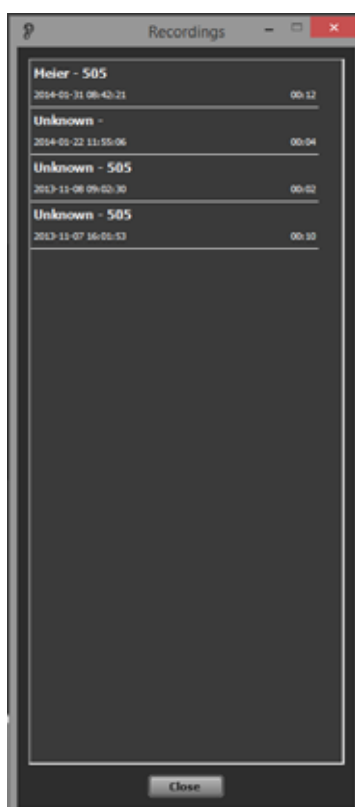 Recordings
Meier - 505
2014-01-31 08:42:21 00:12
Unknown -
2014-01-22 11:55:06 00:04
Unknown - 505
2013-11-08 09:02:30 00:02
Unknown - 505
2013-11-07 16:01:53 00:10
Close